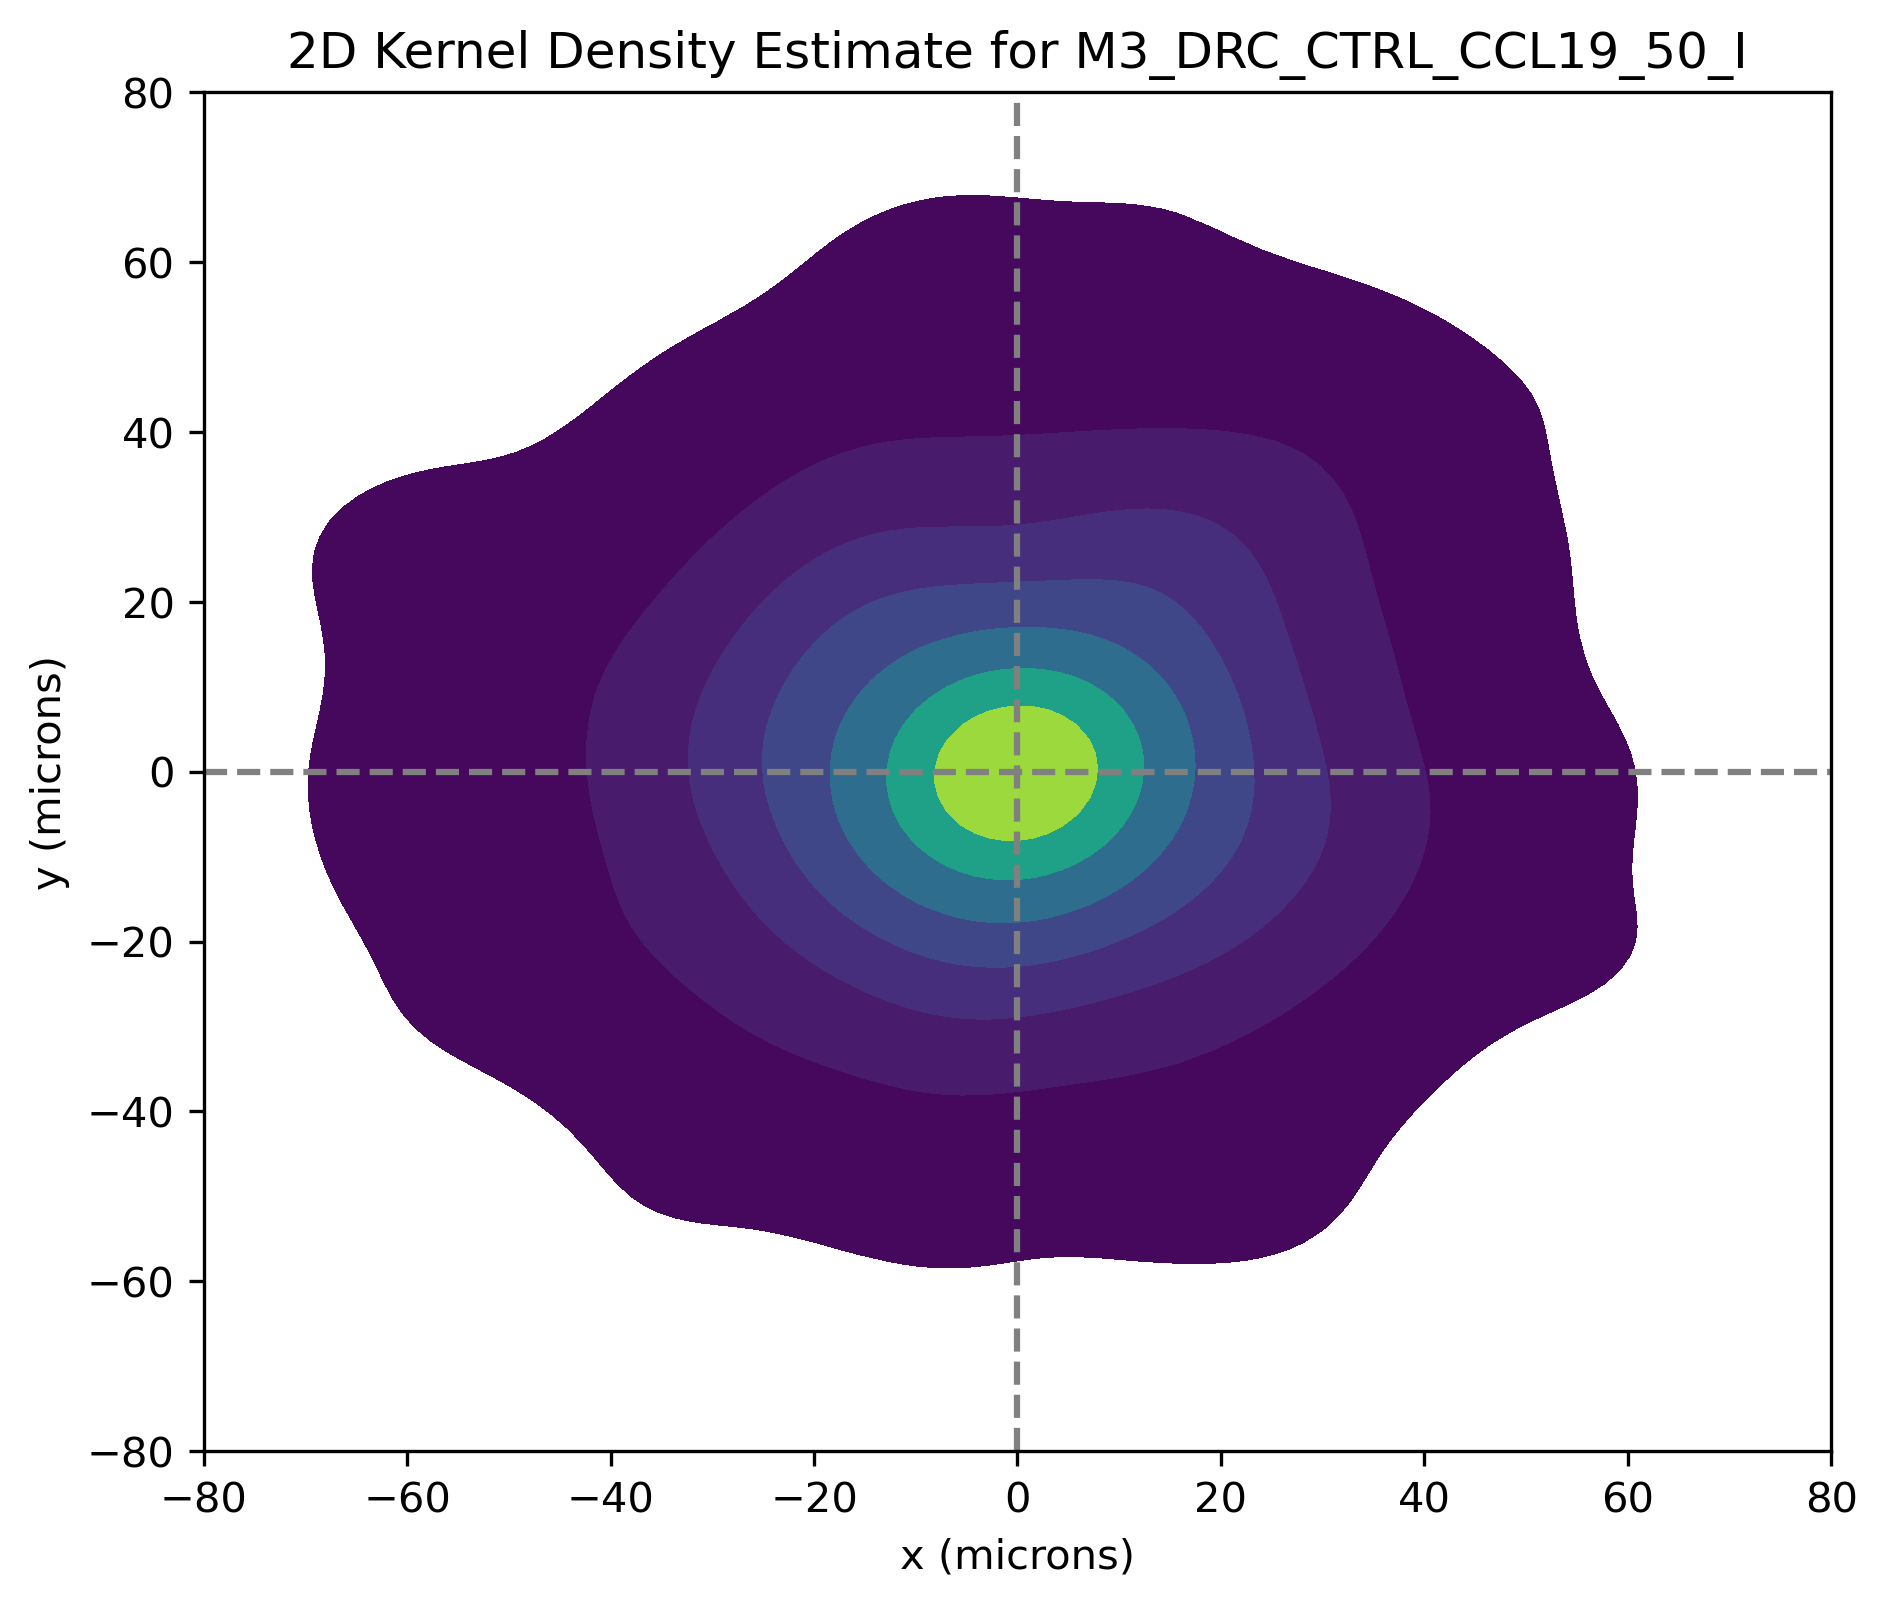 2D Kernel Density Estimate for M3_DRC_CTRL_CCL19_50_I
80
60
40
20
0
−20
−40
−60
−80
y (microns)
−80 −60 −40 −20 0 20 40 60 80
x (microns)